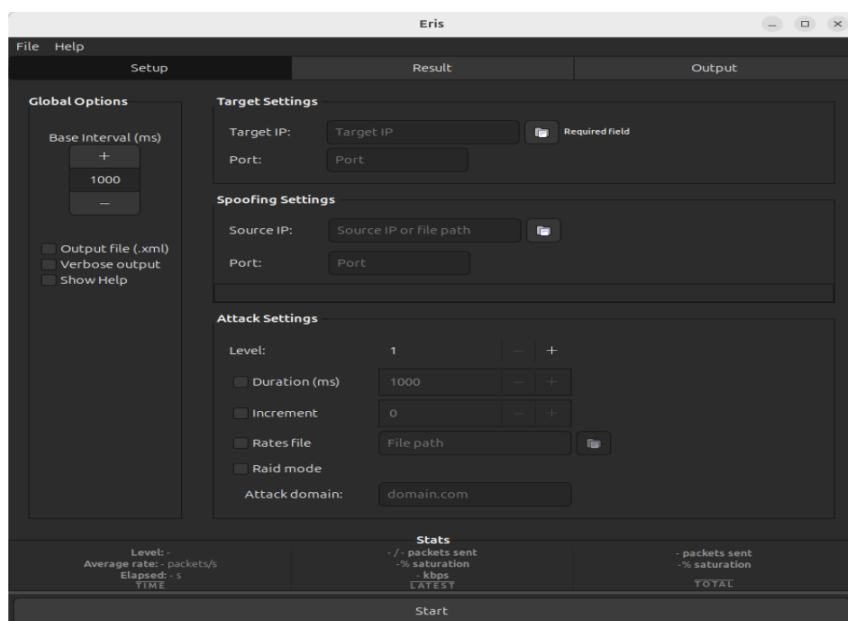 Eris
File Help
Setup Result Output
Global Options
Base Interval (ms)
+
1000
−
Output file (.xml)
Verbose output
Show Help
Target Settings
Target IP: Target IP Required field
Port: Port
Spoofing Settings
Source IP: Source IP or file path
Port: Port
Attack Settings
Level: 1 − +
Duration (ms) 1000 − +
Increment 0 − +
Rates file File path
Raid mode
Attack domain: domain.com
Stats
Level: -
Average rate: - packets/s
Elapsed: - s
TIME
- / - packets sent
-% saturation
- kbps
LATEST
- packets sent
-% saturation
TOTAL
Start